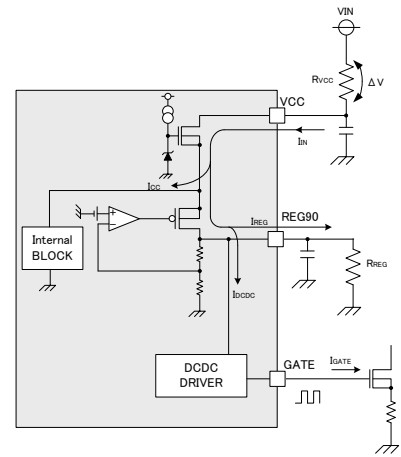 VIN
RVCC
ΔV
VCC
IIN
ICC
IREG
REG90
+
-
Internal
BLOCK
IDCDC
RREG
DCDC
DRIVER
GATE
IGATE